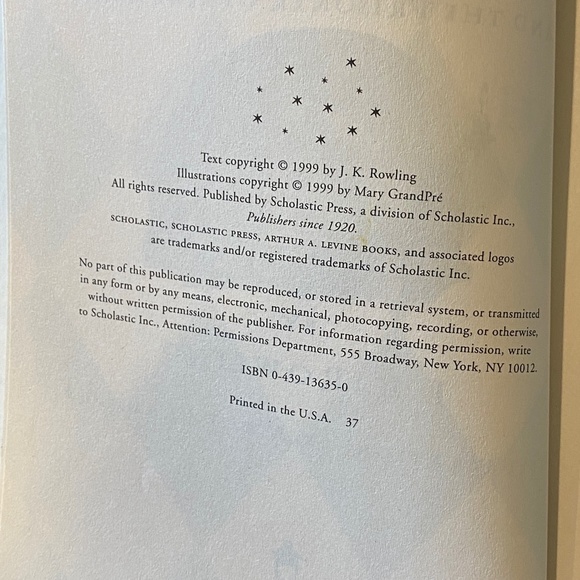 Text copyright © 1999 by J. K. Rowling
Illustrations copyright © 1999 by Mary GrandPré
All rights reserved. Published by Scholastic Press, a division of Scholastic Inc.,
Publishers since 1920.
SCHOLASTIC, SCHOLASTIC PRESS, ARTHUR A. LEVINE BOOKS, and associated logos
are trademarks and/or registered trademarks of Scholastic Inc.
No part of this publication may be reproduced, or stored in a retrieval system, or transmitted
in any form or by any means, electronic, mechanical, photocopying, recording, or otherwise,
without written permission of the publisher. For information regarding permission, write
to Scholastic Inc., Attention: Permissions Department, 555 Broadway, New York, NY 10012.
ISBN 0-439-13635-0
Printed in the U.S.A. 37